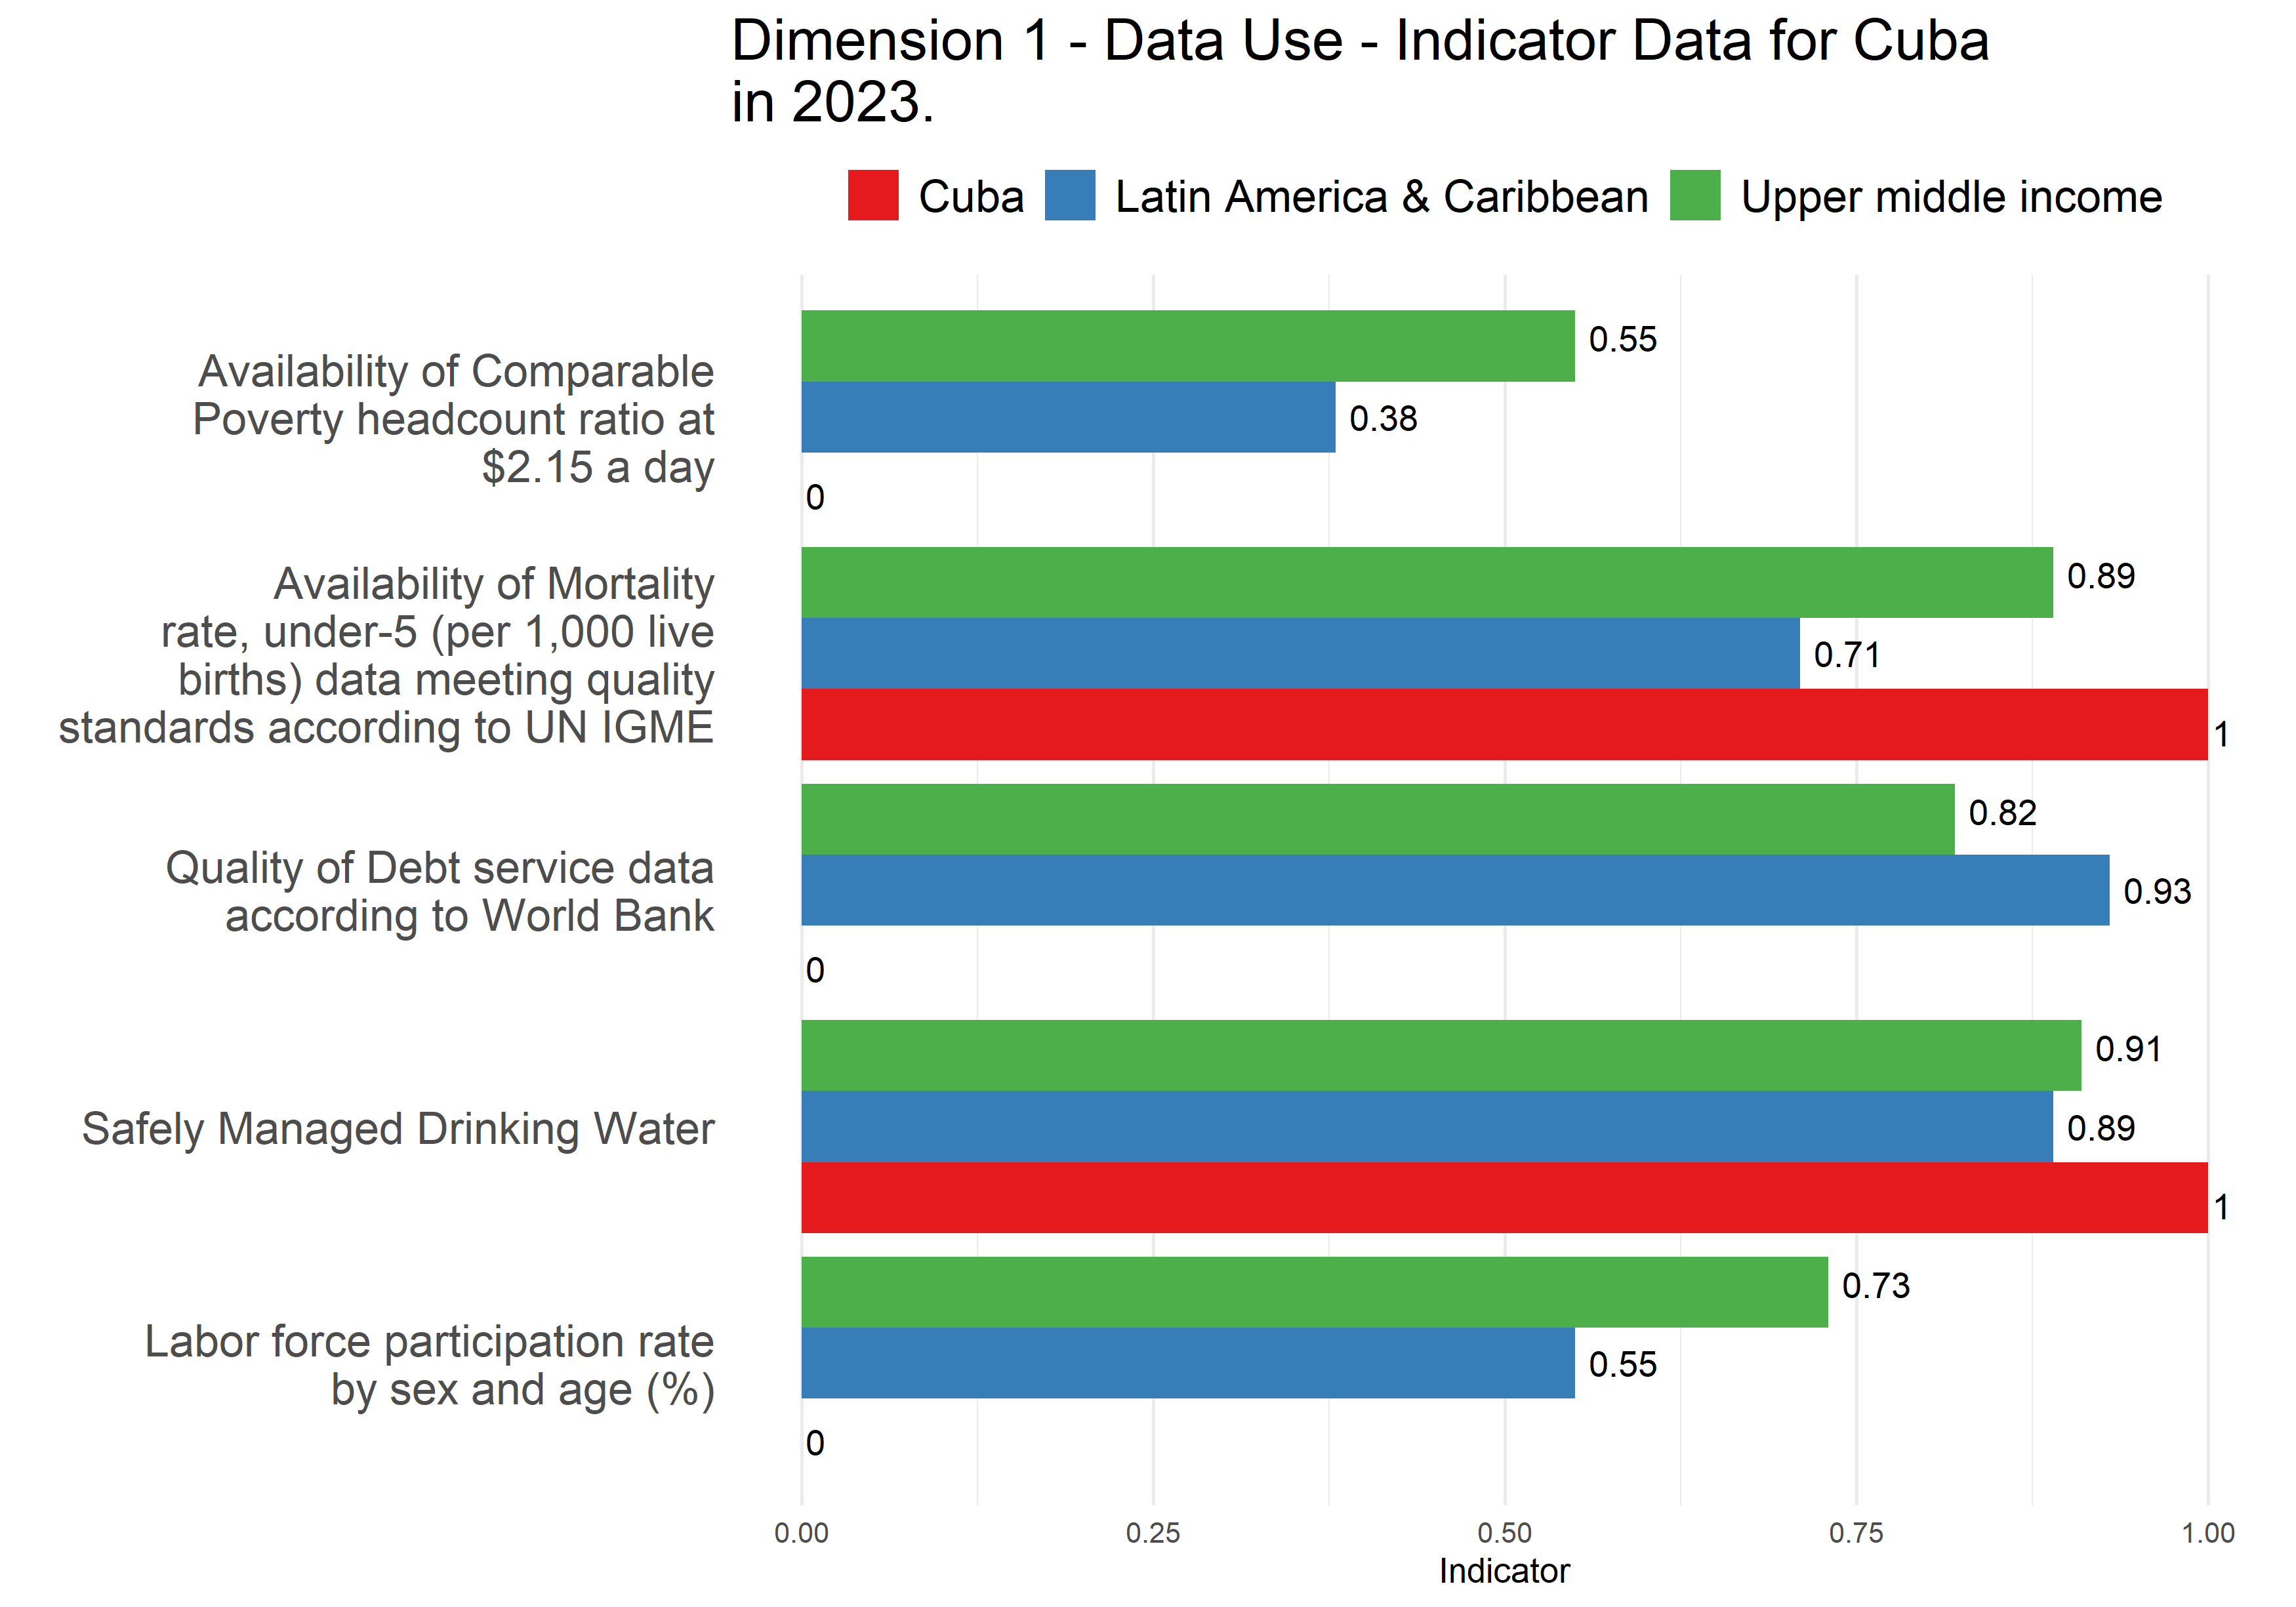 Dimension 1 - Data Use - Indicator Data for Cuba
in 2023.
Cuba Latin America & Caribbean Upper middle income
Availability of Comparable
Poverty headcount ratio at
$2.15 a day
0.55
0.38
0
Availability of Mortality
rate, under-5 (per 1,000 live
births) data meeting quality
standards according to UN IGME
0.89
0.71
1
Quality of Debt service data
according to World Bank
0.82
0.93
0
Safely Managed Drinking Water
0.91
0.89
1
Labor force participation rate
by sex and age (%)
0.73
0.55
0
0.00 0.25 0.50 0.75 1.00
Indicator